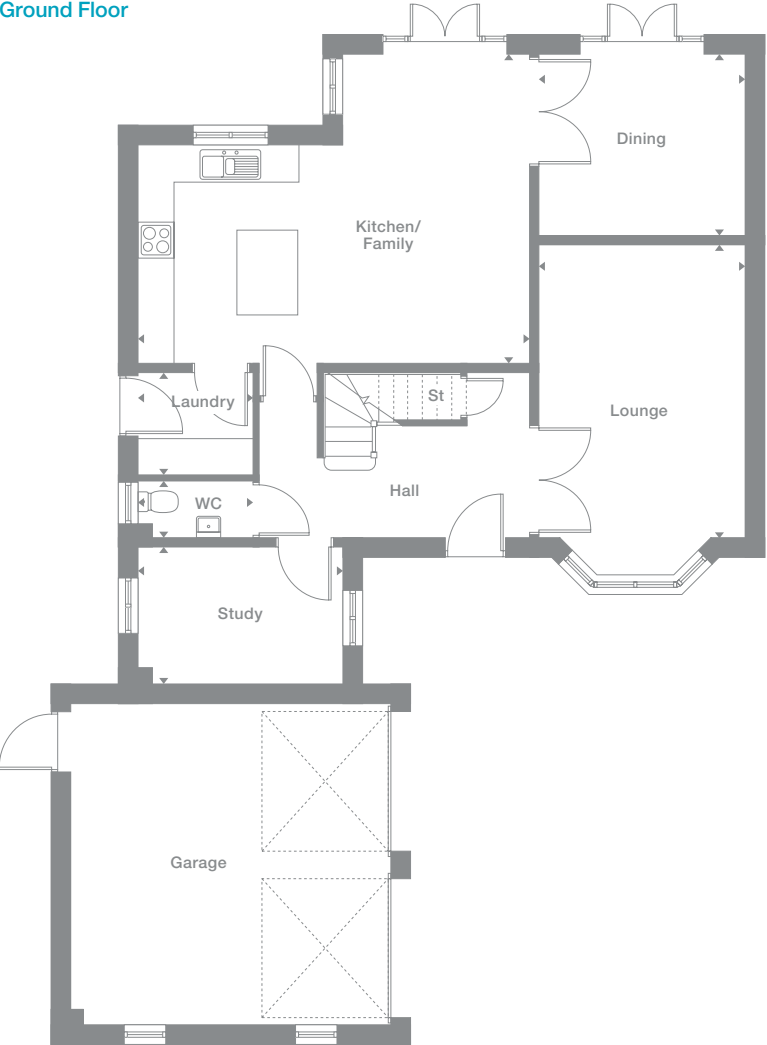 Ground Floor
Dining
Kitchen/
Family
Laundry
St
Lounge
Hall
WC
Study
Garage